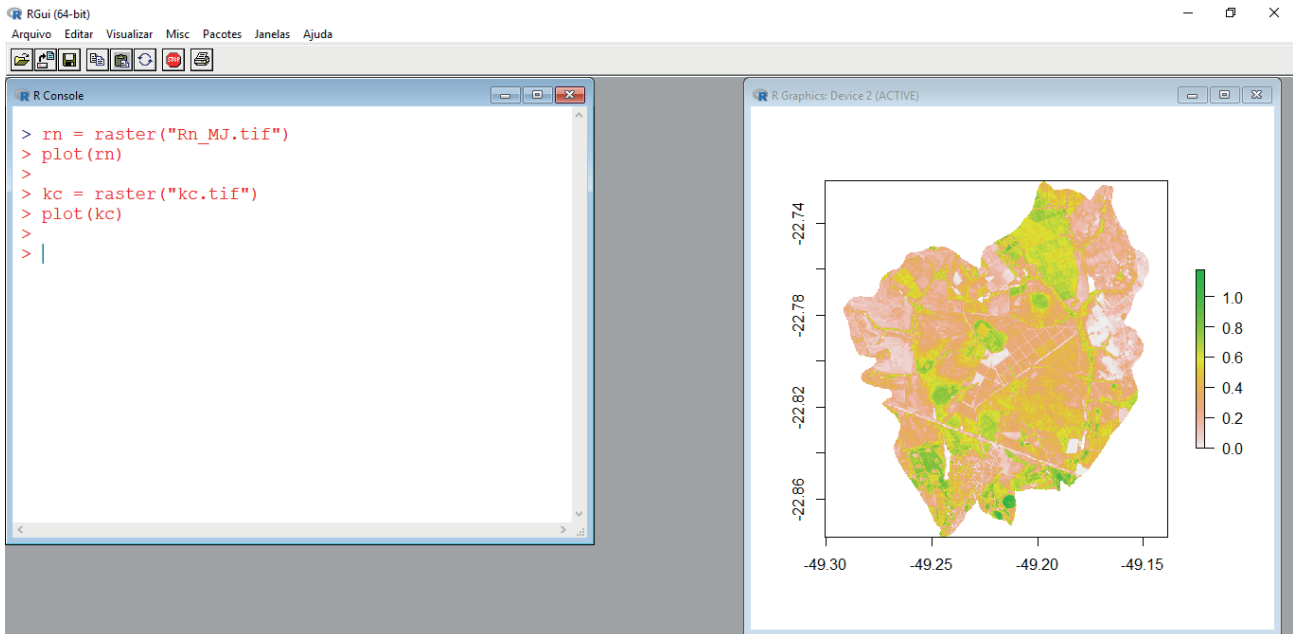 RGui (64-bit)
Arquivo Editar Visualizar Misc Pacotes Janelas Ajuda
STOP
R Console
> rn = raster("Rn_MJ.tif")
> plot(rn)
>
> kc = raster("kc.tif")
> plot(kc)
>
>
R Graphics: Device 2 (ACTIVE)
-22.74
-22.78
-22.82
-22.86
-49.30 -49.25 -49.20 -49.15
1.0
0.8
0.6
0.4
0.2
0.0